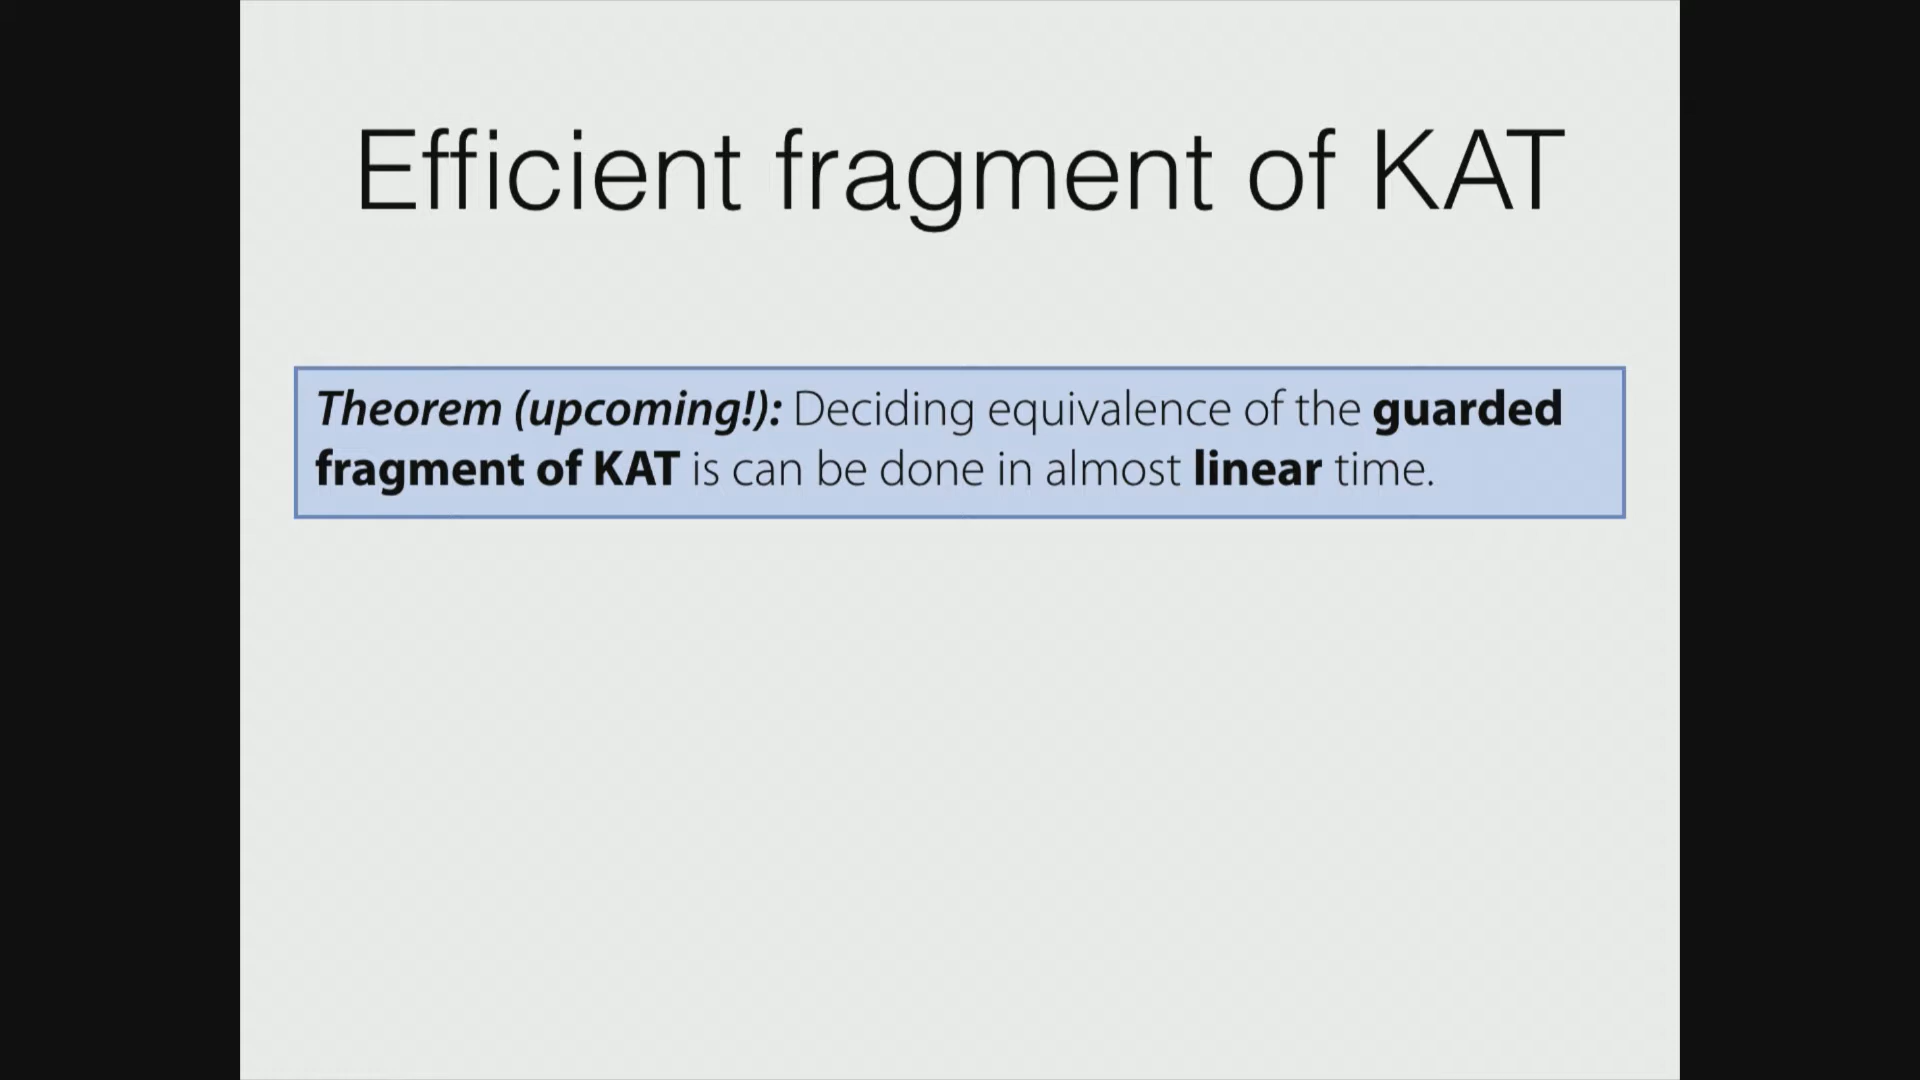 Efficient fragment of KAT
Theorem (upcoming!): Deciding equivalence of the guarded
fragment of KAT is can be done in almost linear time.